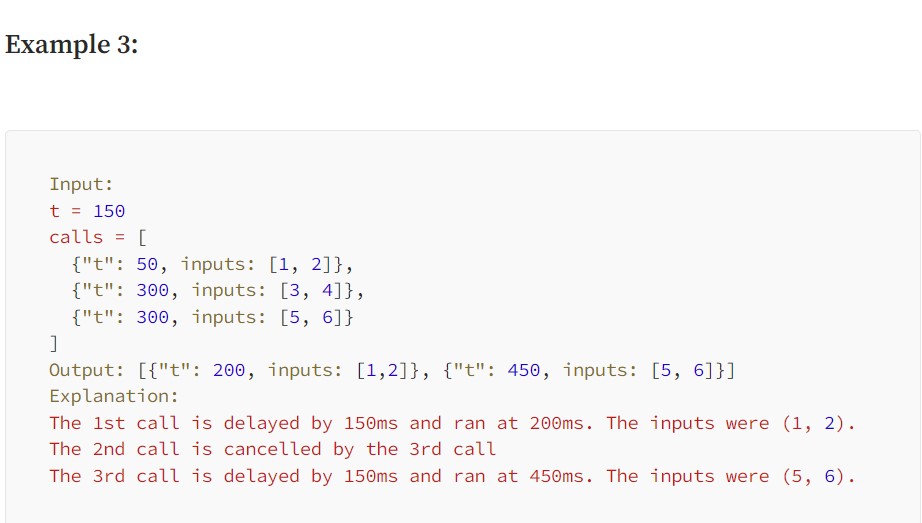 Example 3:
Input:
t = 150
calls = [
  {"t": 50, inputs: [1, 2]},
  {"t": 300, inputs: [3, 4]},
  {"t": 300, inputs: [5, 6]}
]
Output: [{"t": 200, inputs: [1,2]}, {"t": 450, inputs: [5, 6]}]
Explanation:
The 1st call is delayed by 150ms and ran at 200ms. The inputs were (1, 2).
The 2nd call is cancelled by the 3rd call
The 3rd call is delayed by 150ms and ran at 450ms. The inputs were (5, 6).